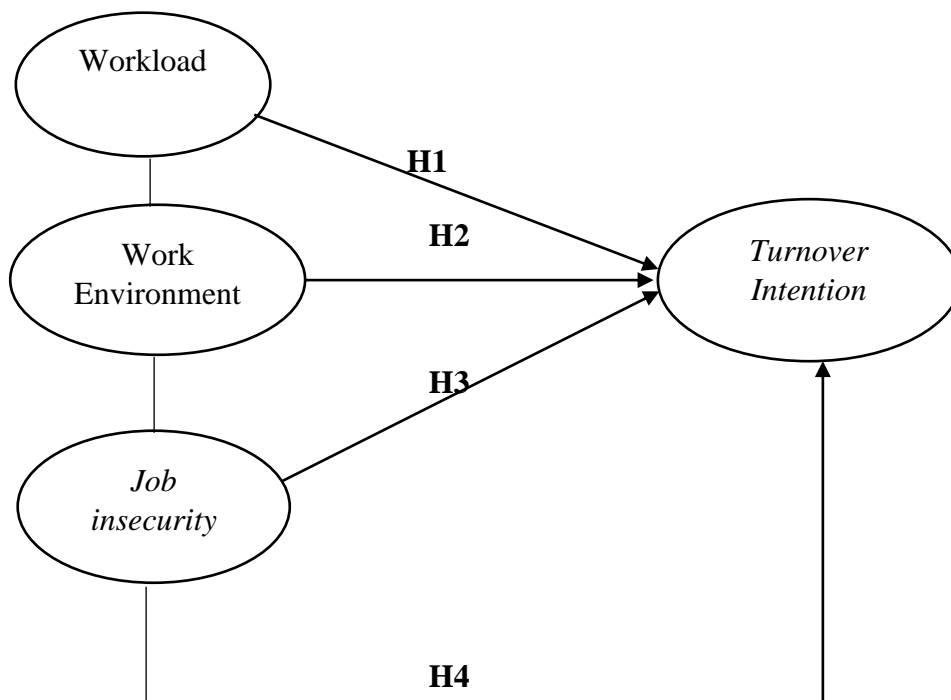 Workload
H1
H2
Work
Environment
Turnover
Intention
H3
Job
insecurity
H4